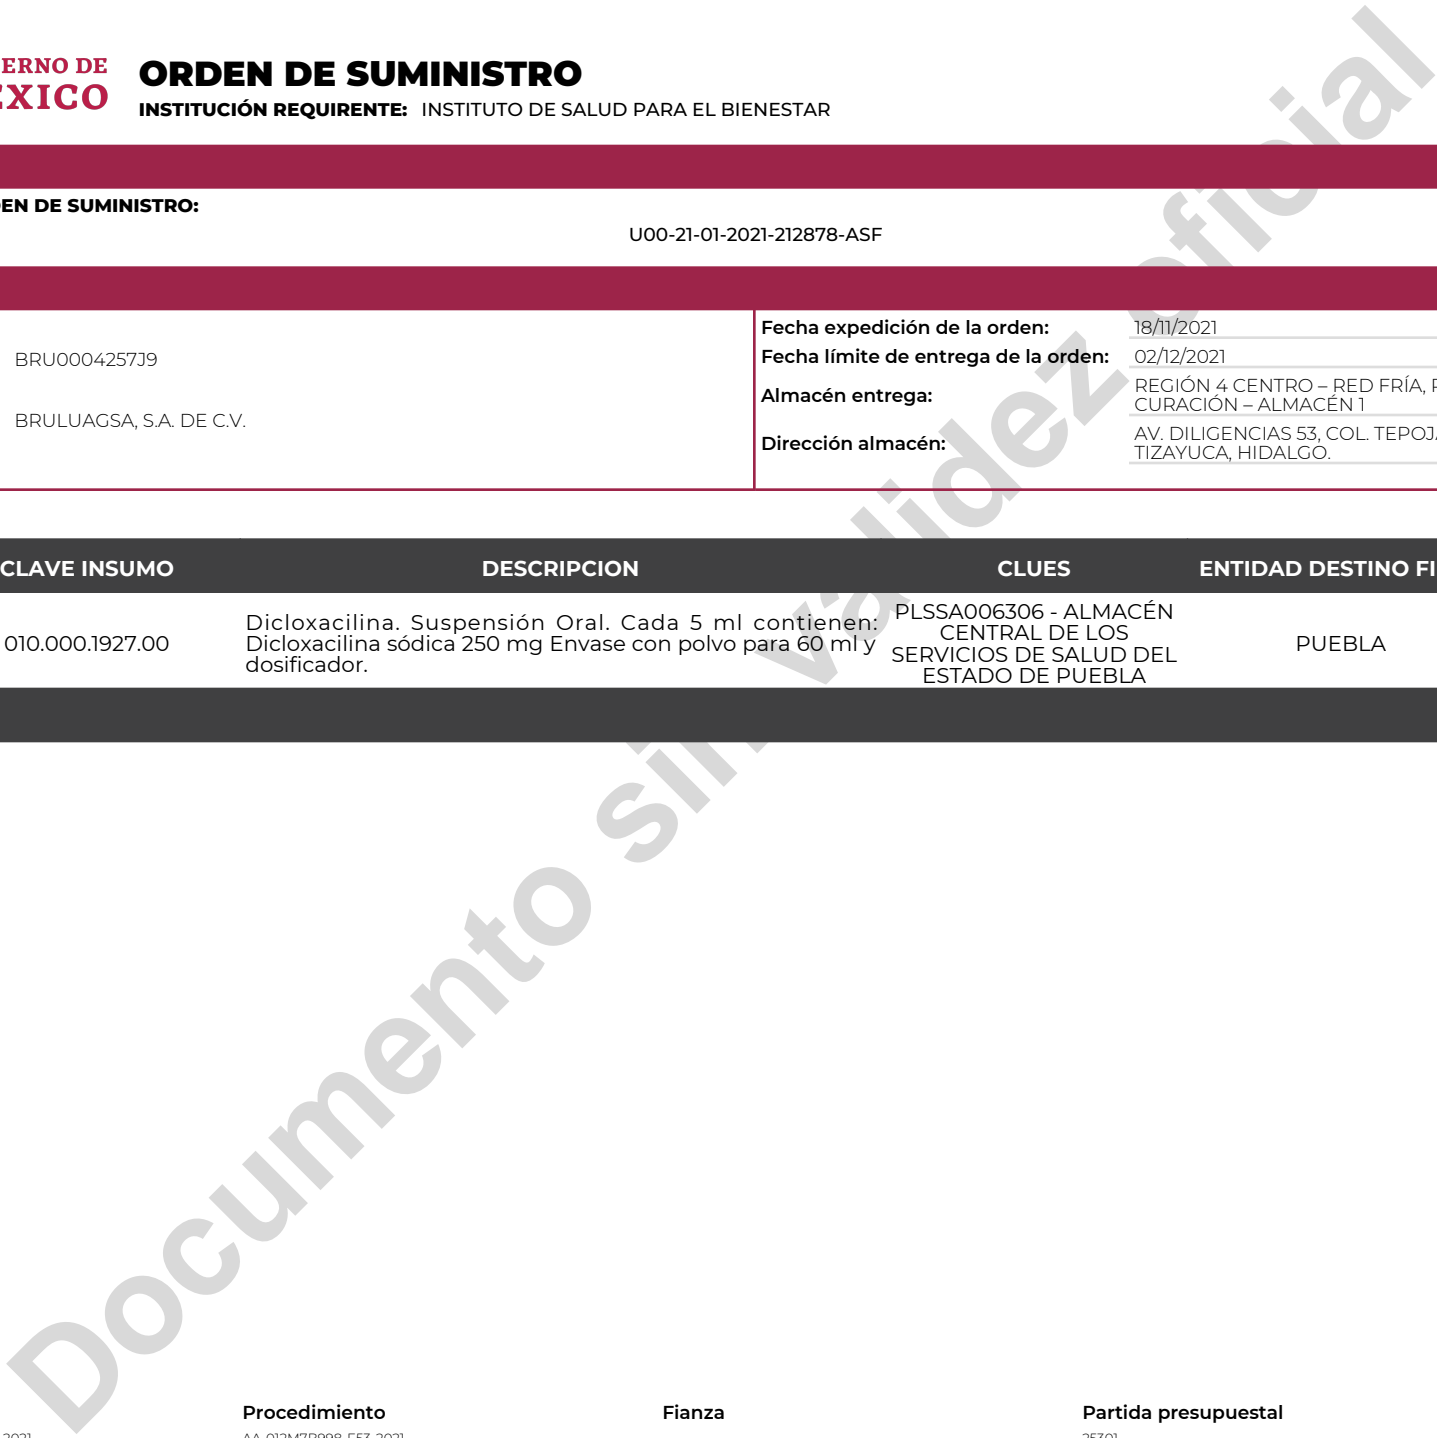 ERNO DE
ÉXICO
ORDEN DE SUMINISTRO
INSTITUCIÓN REQUIRENTE: INSTITUTO DE SALUD PARA EL BIENESTAR
EN DE SUMINISTRO:
U00-21-01-2021-212878-ASF
BRU0004257J9
BRULUAGSA, S.A. DE C.V.
Fecha expedición de la orden: 18/11/2021
Fecha límite de entrega de la orden: 02/12/2021
Almacén entrega: REGIÓN 4 CENTRO – RED FRÍA,
CURACIÓN – ALMACÉN 1
Dirección almacén: AV. DILIGENCIAS 53, COL. TEPOJ
TIZAYUCA, HIDALGO.
CLAVE INSUMO DESCRIPCION CLUES ENTIDAD DESTINO FI
010.000.1927.00
Dicloxacilina. Suspensión Oral. Cada 5 ml contienen:
Dicloxacilina sódica 250 mg Envase con polvo para 60 ml y
dosificador.
PLSSA006306 - ALMACÉN
CENTRAL DE LOS
SERVICIOS DE SALUD DEL
ESTADO DE PUEBLA
PUEBLA
Documento sin validez oficial
Procedimiento Fianza Partida presupuestal